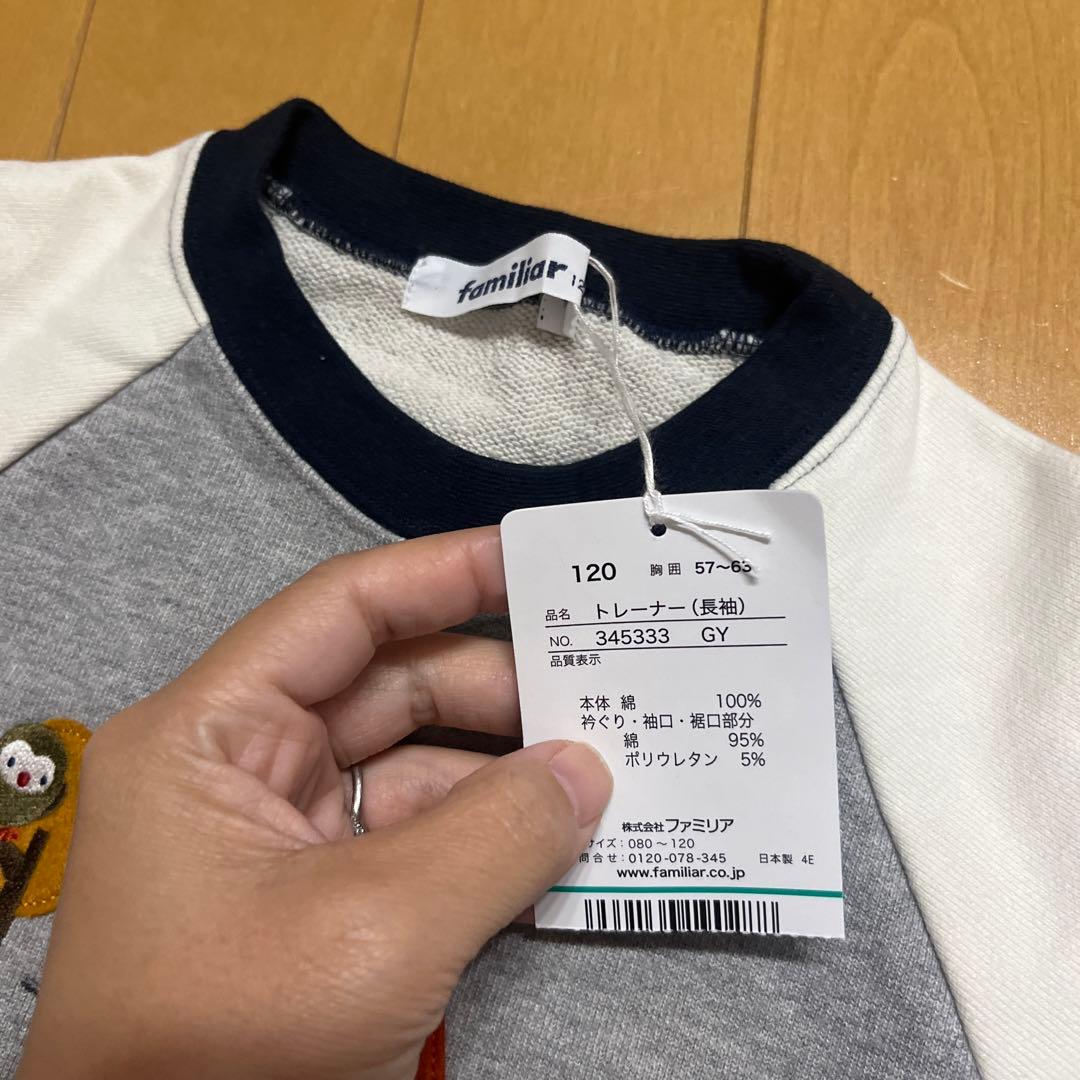 familiar
120 胸囲 57〜63
品名 トレーナー(長袖)
NO. 345333 GY
品質表示
本体 綿 100%
衿ぐり・袖口・裾口部分
綿 95%
ポリウレタン 5%
株式会社ファミリア
サイズ:080〜120
問合せ:0120-078-345 日本製 4E
www.familiar.co.jp